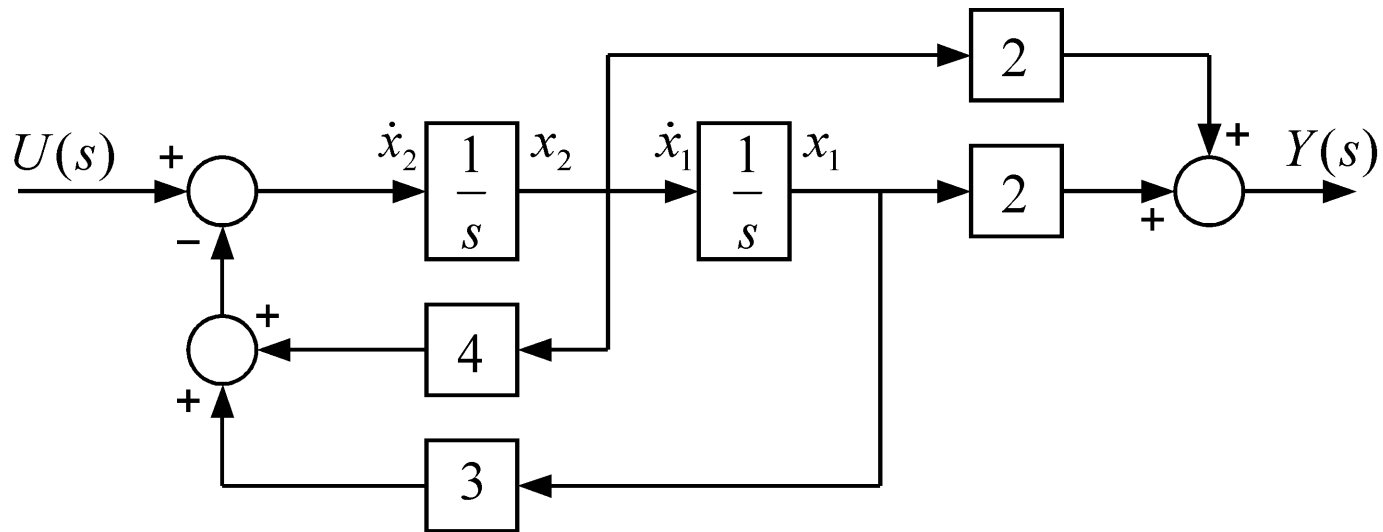 2
U(s) + ẋ₂ 1/s x₂ ẋ₁ 1/s x₁ 2 + + Y(s)
−
+ 4
+ 3